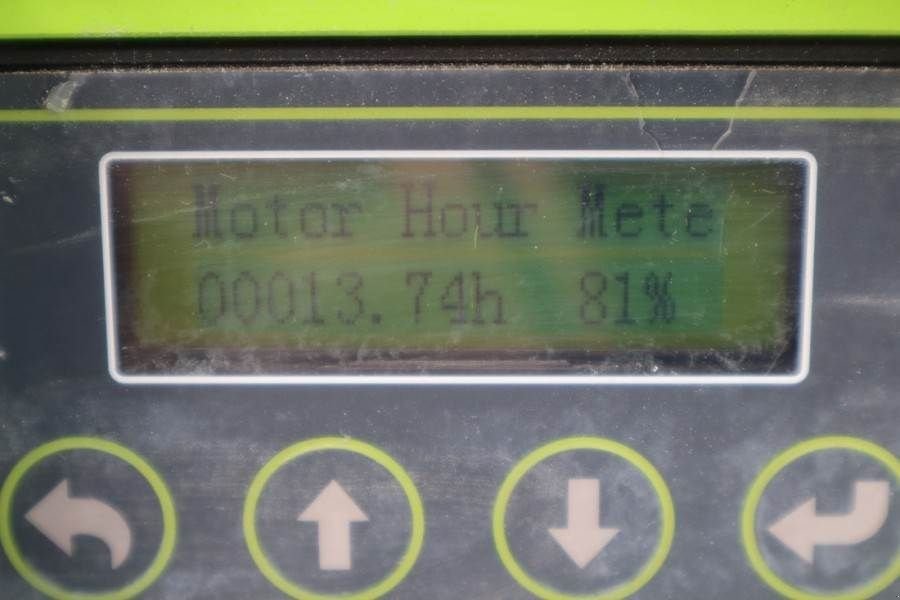 Motor Hour Mete
00013.74h 81%